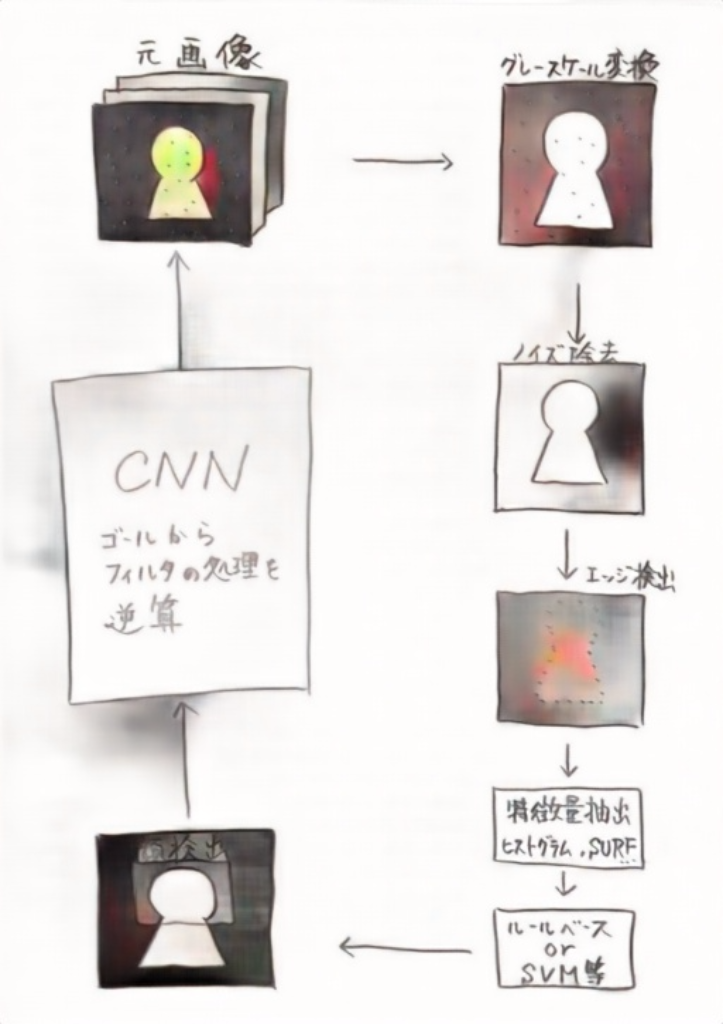 元画像
グレースケール変換
ノイズ除去
エッジ検出
特徴量抽出
ヒストグラム,SURF
ルールベース
or
SVM等
顔検出
CNN
ゴールから
フィルタの処理を
逆算